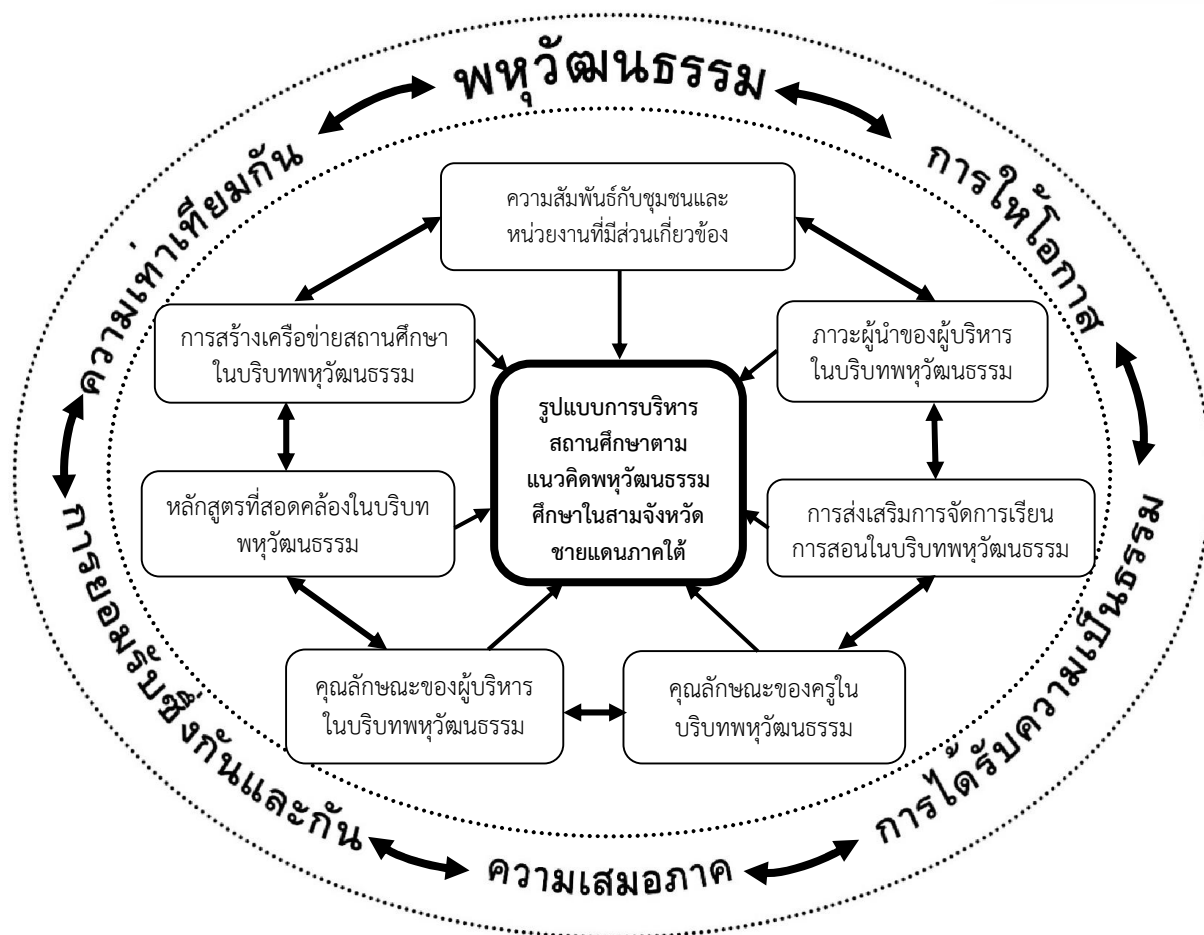 พหุวัฒนธรรม
การให้โอกาส
ความเท่าเทียมกัน
ความสัมพันธ์กับชุมชนและ
หน่วยงานที่มีส่วนเกี่ยวข้อง
การสร้างเครือข่ายสถานศึกษา
ในบริบทพหุวัฒนธรรม
ภาวะผู้นำของผู้บริหาร
ในบริบทพหุวัฒนธรรม
รูปแบบการบริหาร
สถานศึกษาตาม
แนวคิดพหุวัฒนธรรม
ศึกษาในสามจังหวัด
ชายแดนภาคใต้
หลักสูตรที่สอดคล้องในบริบท
พหุวัฒนธรรม
การส่งเสริมการจัดการเรียน
การสอนในบริบทพหุวัฒนธรรม
คุณลักษณะของผู้บริหาร
ในบริบทพหุวัฒนธรรม
คุณลักษณะของครูใน
บริบทพหุวัฒนธรรม
การยอมรับซึ่งกันและกัน
การได้รับความเป็นธรรม
ความเสมอภาค